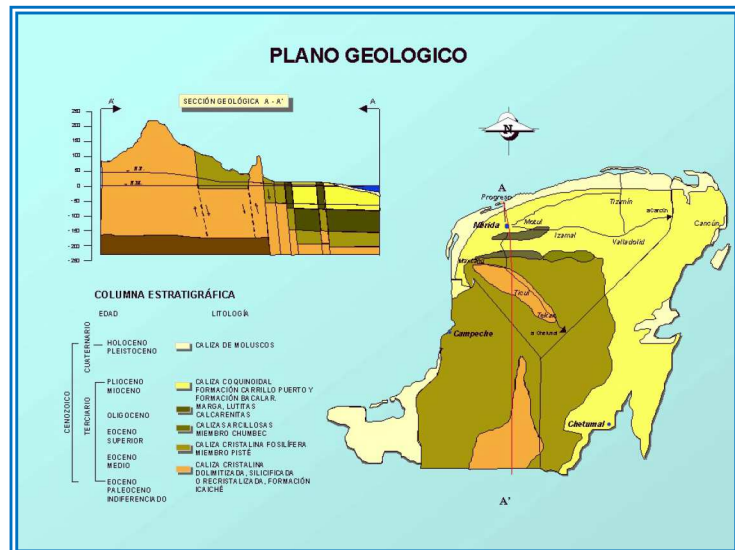 PLANO GEOLOGICO
A'
SECCIÓN GEOLÓGICA A - A'
A
250
200
150
100
50
0
- 50
- 100
- 150
- 200
- 250
N
A
Progreso
Mérida
Motul
Tizimín
Cancún
Izamal
Valladolid
Ticul
Campeche
Chetumal
A'
COLUMNA ESTRATIGRÁFICA
EDAD
LITOLOGÍA
CENOZOICO
CUATERNARIO
HOLOCENO
PLEISTOCENO
CALIZA DE MOLUSCOS
TERCIARIO
PLIOCENO
MIOCENO
CALIZA COQUINOIDAL
FORMACIÓN CARRILLO PUERTO Y
FORMACIÓN BACALAR.
OLIGOCENO
MARGA, LUTITAS
CALCARENITAS
EOCENO
SUPERIOR
CALIZAS ARCILLOSAS
MIEMBRO CHUMBEC
EOCENO
MEDIO
CALIZA CRISTALINA FOSILÍFERA
MIEMBRO PISTÉ
EOCENO
PALEOCENO
INDIFERENCIADO
CALIZA CRISTALINA
DOLIMITIZADA, SILICIFICADA
O RECRISTALIZADA, FORMACIÓN
ICAICHÉ